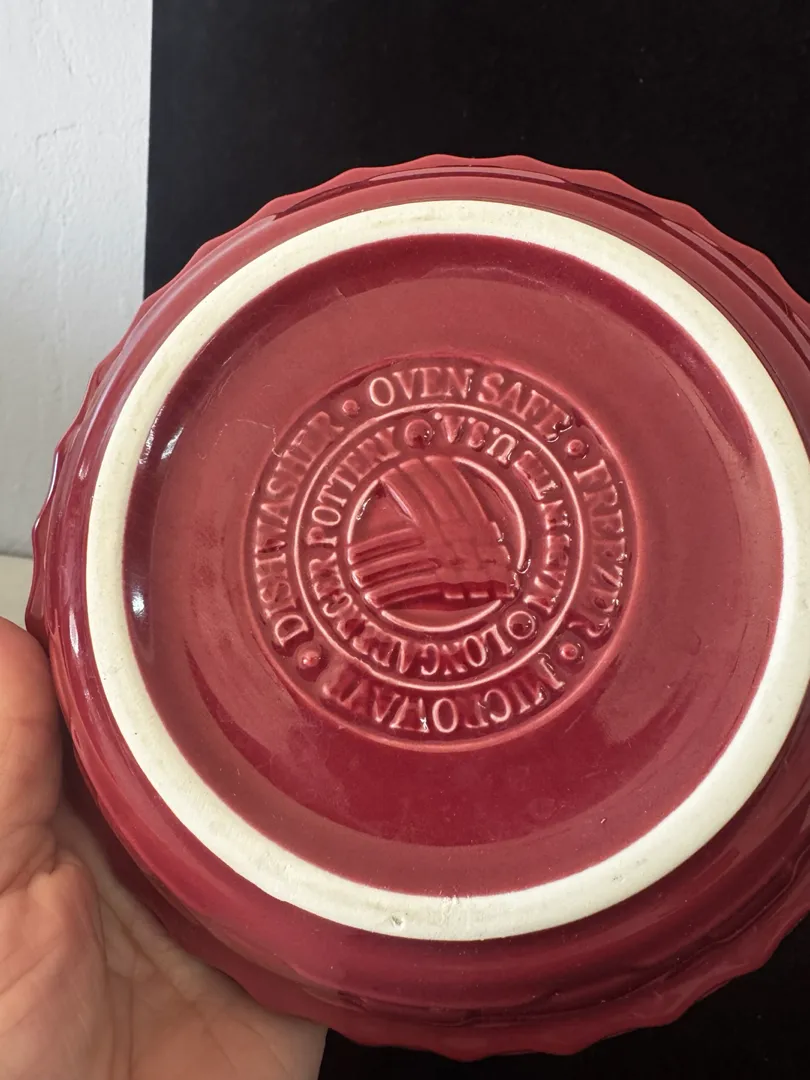 OVEN SAFE • FREEZER • MICROWAVE • DISHWASHER •
LONGABERGER POTTERY • U.S.A.